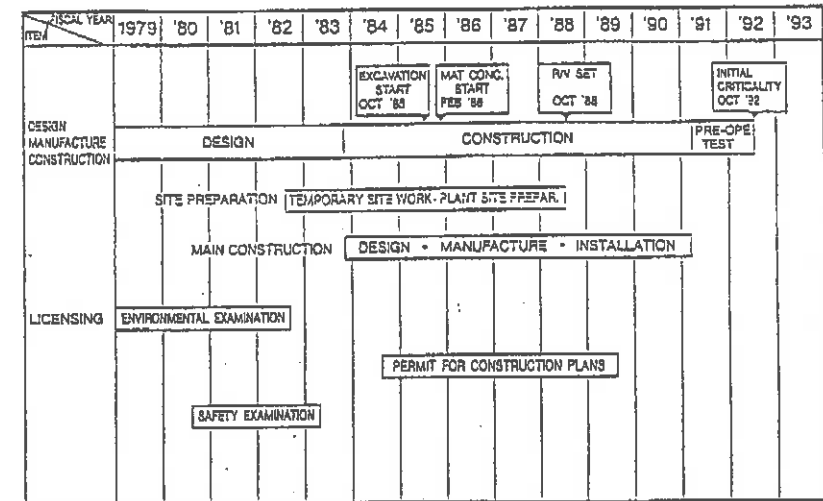 FISCAL YEAR
ITEM
1979 '80 '81 '82 '83 '84 '85 '86 '87 '88 '89 '90 '91 '92 '93
EXCAVATION
START
OCT '85
MAT CONC.
START
FEB '86
R/V SET
OCT '88
INITIAL
CRITICALITY
OCT '92
DESIGN
MANUFACTURE
CONSTRUCTION
DESIGN
CONSTRUCTION
PRE-OPE
TEST
SITE PREPARATION
TEMPORARY SITE WORK - PLANT SITE PREPAR.
MAIN CONSTRUCTION
DESIGN • MANUFACTURE • INSTALLATION
LICENSING
ENVIRONMENTAL EXAMINATION
PERMIT FOR CONSTRUCTION PLANS
SAFETY EXAMINATION